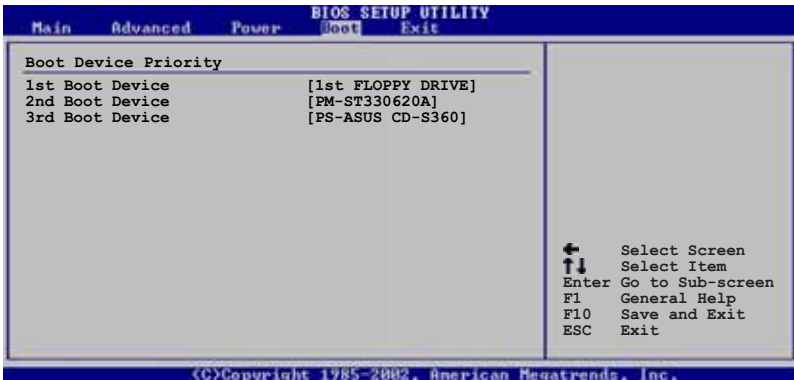 BIOS SETUP UTILITY
Main Advanced Power Boot Exit
Boot Device Priority
1st Boot Device [1st FLOPPY DRIVE]
2nd Boot Device [PM-ST330620A]
3rd Boot Device [PS-ASUS CD-S360]
← Select Screen
↑↓ Select Item
Enter Go to Sub-screen
F1 General Help
F10 Save and Exit
ESC Exit
(C)Copyright 1985-2002, American Megatrends, Inc.